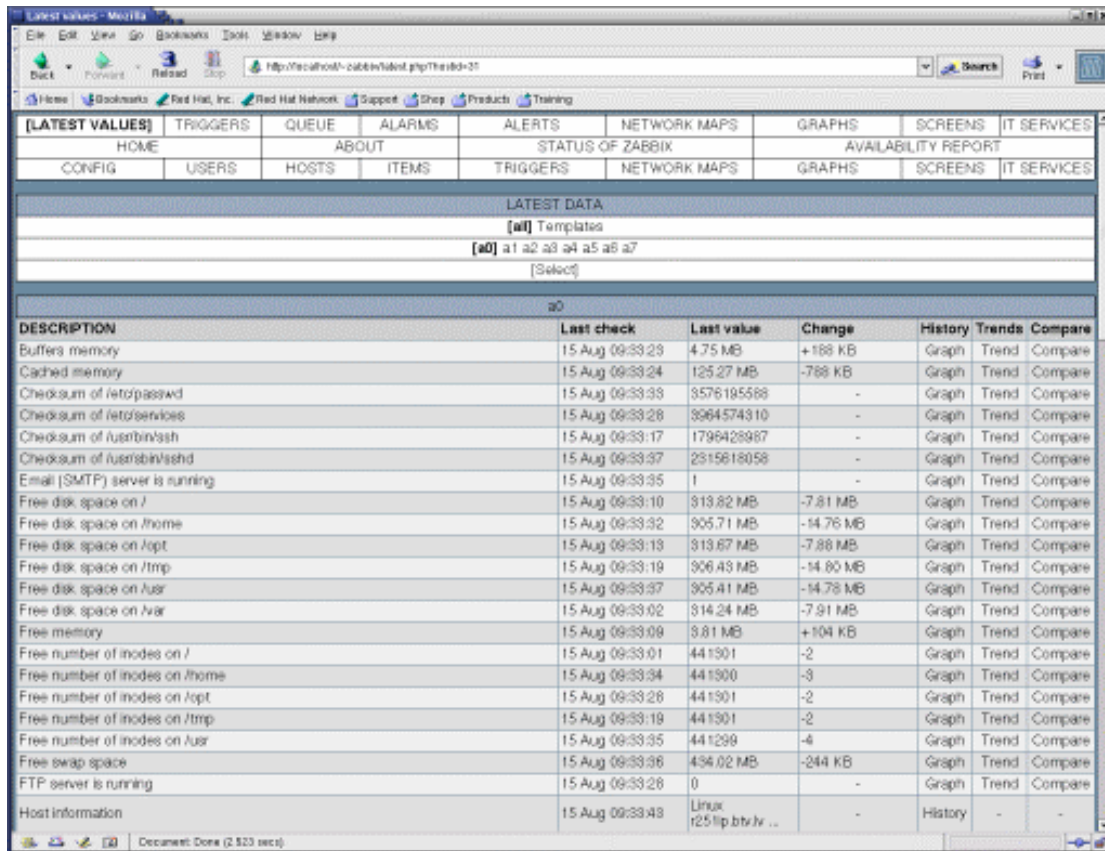 Latest values - Mozilla
File Edit View Go Bookmarks Tools Window Help
Back Forward Reload Stop Search Print
Home Bookmarks Red Hat, Inc. Red Hat Network Support Shop Products Training
[LATEST VALUES] TRIGGERS QUEUE ALARMS ALERTS NETWORK MAPS GRAPHS SCREENS IT SERVICES
HOME ABOUT STATUS OF ZABBIX AVAILABILITY REPORT
CONFIG USERS HOSTS ITEMS TRIGGERS NETWORK MAPS GRAPHS SCREENS IT SERVICES
LATEST DATA
[all] Templates
[a0] a1 a2 a3 a4 a5 a6 a7
[Select]
a0
DESCRIPTION Last check Last value Change History Trends Compare
Buffers memory 15 Aug 09:33:23 4.75 MB +188 KB Graph Trend Compare
Cached memory 15 Aug 09:33:24 125.27 MB -788 KB Graph Trend Compare
Checksum of /etc/passwd 15 Aug 09:33:33 3576195588 - Graph Trend Compare
Checksum of /etc/services 15 Aug 09:33:28 3964574310 - Graph Trend Compare
Checksum of /usr/bin/ssh 15 Aug 09:33:17 1796428987 - Graph Trend Compare
Checksum of /usr/sbin/sshd 15 Aug 09:33:37 2315618058 - Graph Trend Compare
Email (SMTP) server is running 15 Aug 09:33:35 1 - Graph Trend Compare
Free disk space on / 15 Aug 09:33:10 313.82 MB -7.81 MB Graph Trend Compare
Free disk space on /home 15 Aug 09:33:32 305.71 MB -14.76 MB Graph Trend Compare
Free disk space on /opt 15 Aug 09:33:13 313.67 MB -7.88 MB Graph Trend Compare
Free disk space on /tmp 15 Aug 09:33:19 306.43 MB -14.80 MB Graph Trend Compare
Free disk space on /usr 15 Aug 09:33:37 305.41 MB -14.78 MB Graph Trend Compare
Free disk space on /var 15 Aug 09:33:02 314.24 MB -7.91 MB Graph Trend Compare
Free memory 15 Aug 09:33:09 3.81 MB +104 KB Graph Trend Compare
Free number of inodes on / 15 Aug 09:33:01 441301 -2 Graph Trend Compare
Free number of inodes on /home 15 Aug 09:33:34 441300 -3 Graph Trend Compare
Free number of inodes on /opt 15 Aug 09:33:28 441301 -2 Graph Trend Compare
Free number of inodes on /tmp 15 Aug 09:33:19 441301 -2 Graph Trend Compare
Free number of inodes on /usr 15 Aug 09:33:35 441299 -4 Graph Trend Compare
Free swap space 15 Aug 09:33:36 434.02 MB -244 KB Graph Trend Compare
FTP server is running 15 Aug 09:33:28 0 - Graph Trend Compare
Host information 15 Aug 09:33:43 Linux - History - -
Document: Done (2.523 secs)